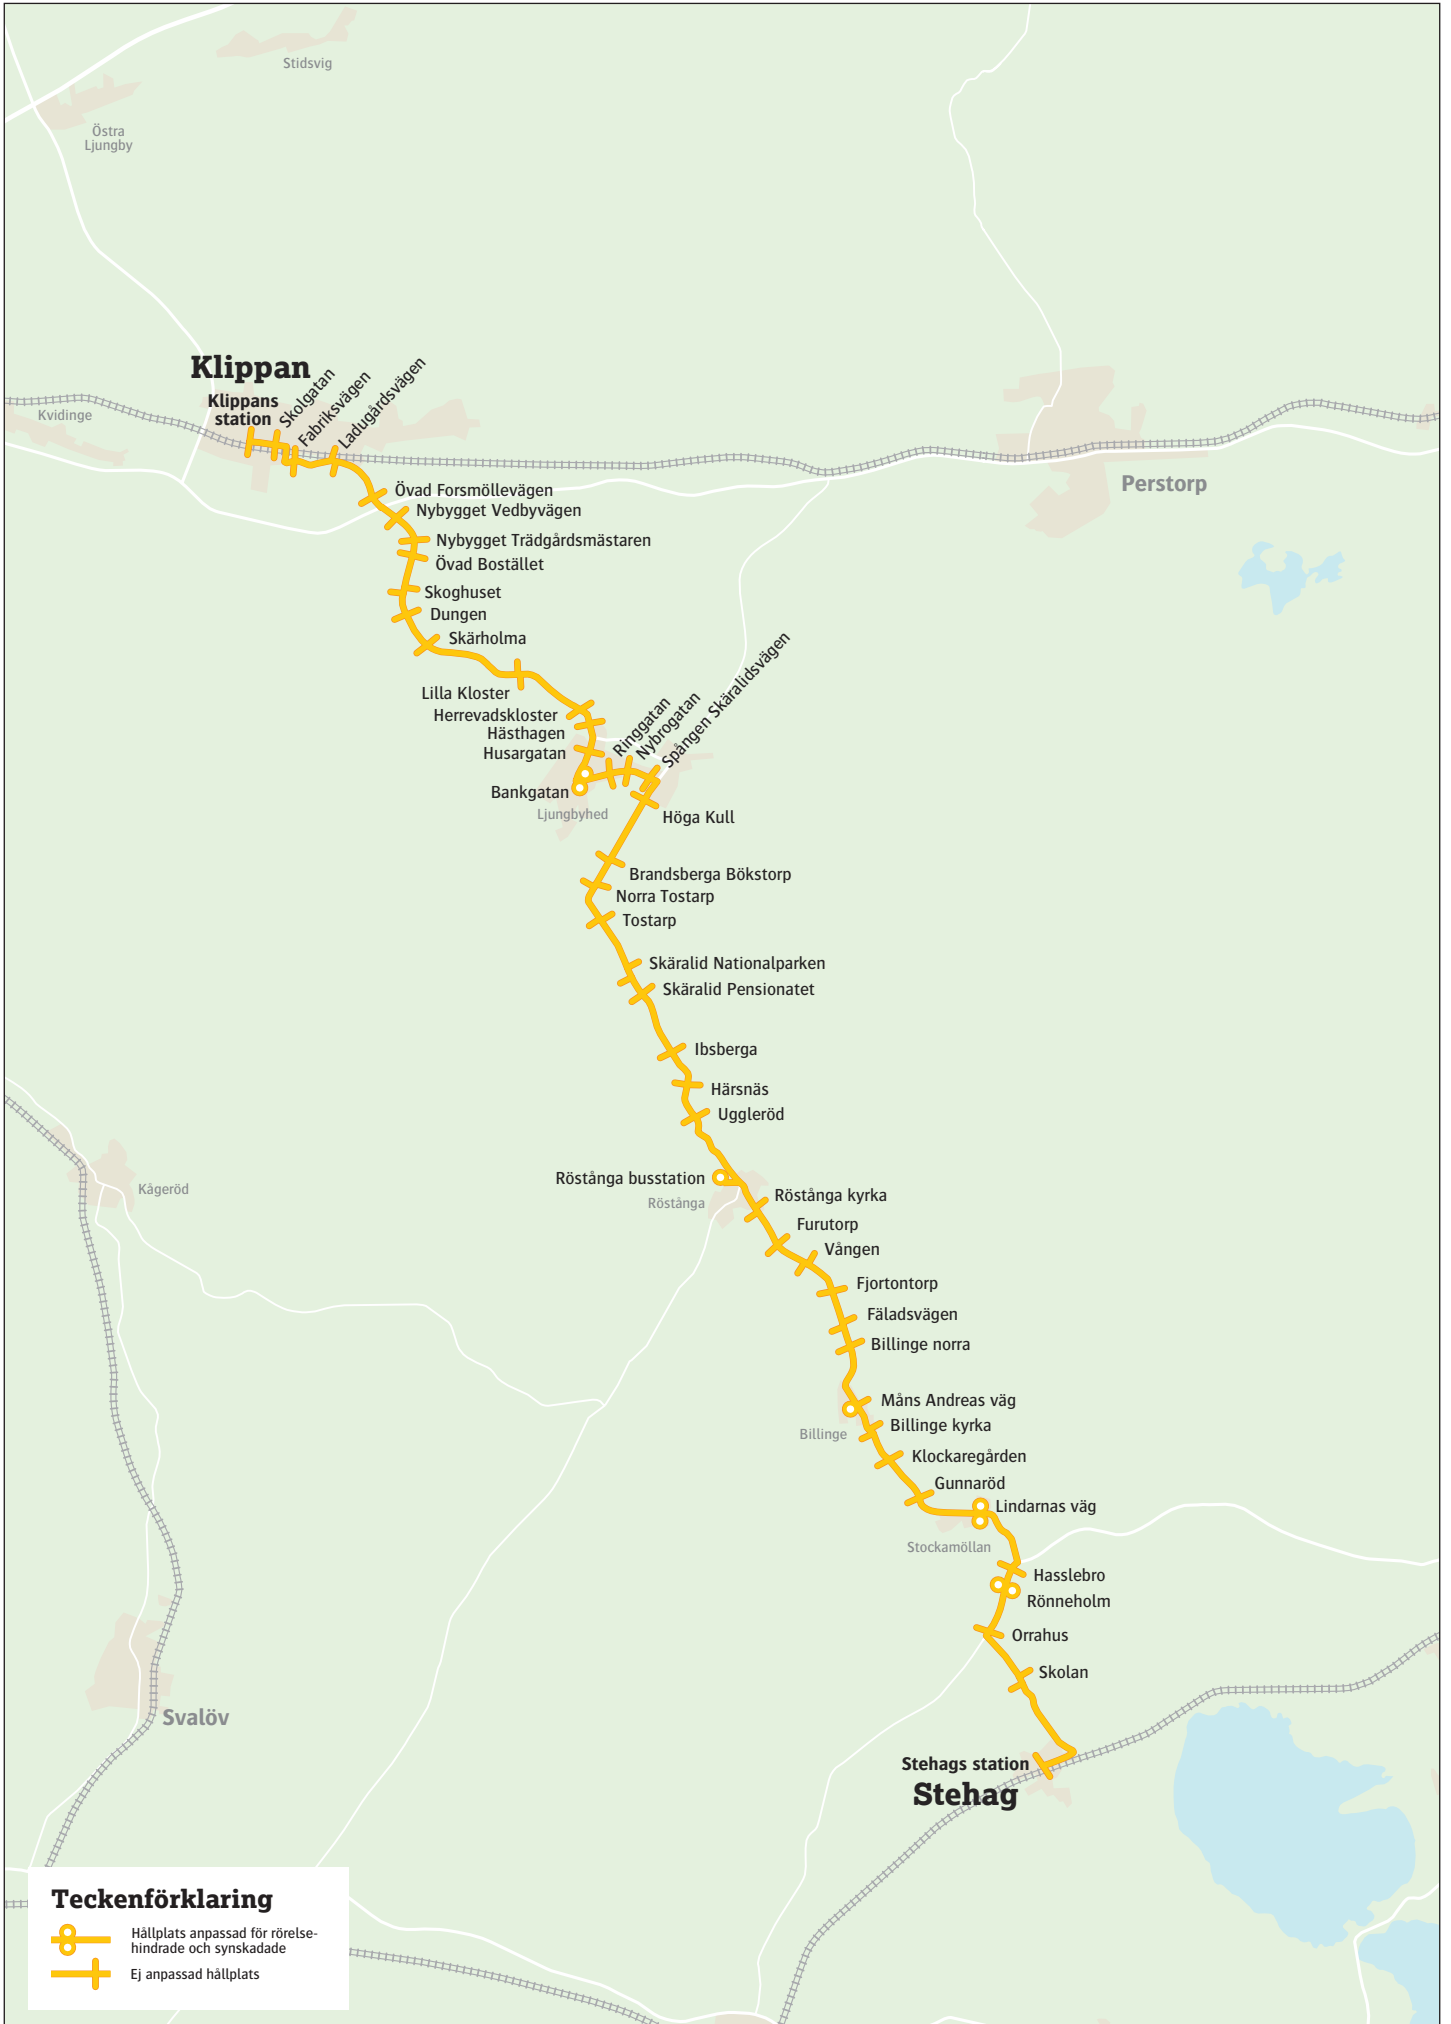 Stidsvig
Östra
Ljungby
Klippan
Klippans
station
Skolgatan
Fabriksvägen
Ladugårdsvägen
Kvidinge
Perstorp
Övad Forsmöllevägen
Nybygget Vedbyvägen
Nybygget Trädgårdsmästaren
Övad Bostället
Skoghuset
Dungen
Skärholma
Lilla Kloster
Herrevadskloster
Hästhagen
Husargatan
Ringgatan
Nybrogatan
Spången Skäralidsvägen
Bankgatan
Ljungbyhed
Höga Kull
Brandsberga Bökstorp
Norra Tostarp
Tostarp
Skäralid Nationalparken
Skäralid Pensionatet
Ibsberga
Härsnäs
Uggleröd
Röstånga busstation
Kågeröd
Röstånga
Röstånga kyrka
Furutorp
Vången
Fjortontorp
Fäladsvägen
Billinge norra
Måns Andreas väg
Billinge kyrka
Billinge
Klockaregården
Gunnaröd
Lindarnas väg
Stockamöllan
Hasslebro
Rönneholm
Orrahus
Skolan
Svalöv
Stehags station
Stehag
Teckenförklaring
Hållplats anpassad för rörelse-
hindrade och synskadade
Ej anpassad hållplats